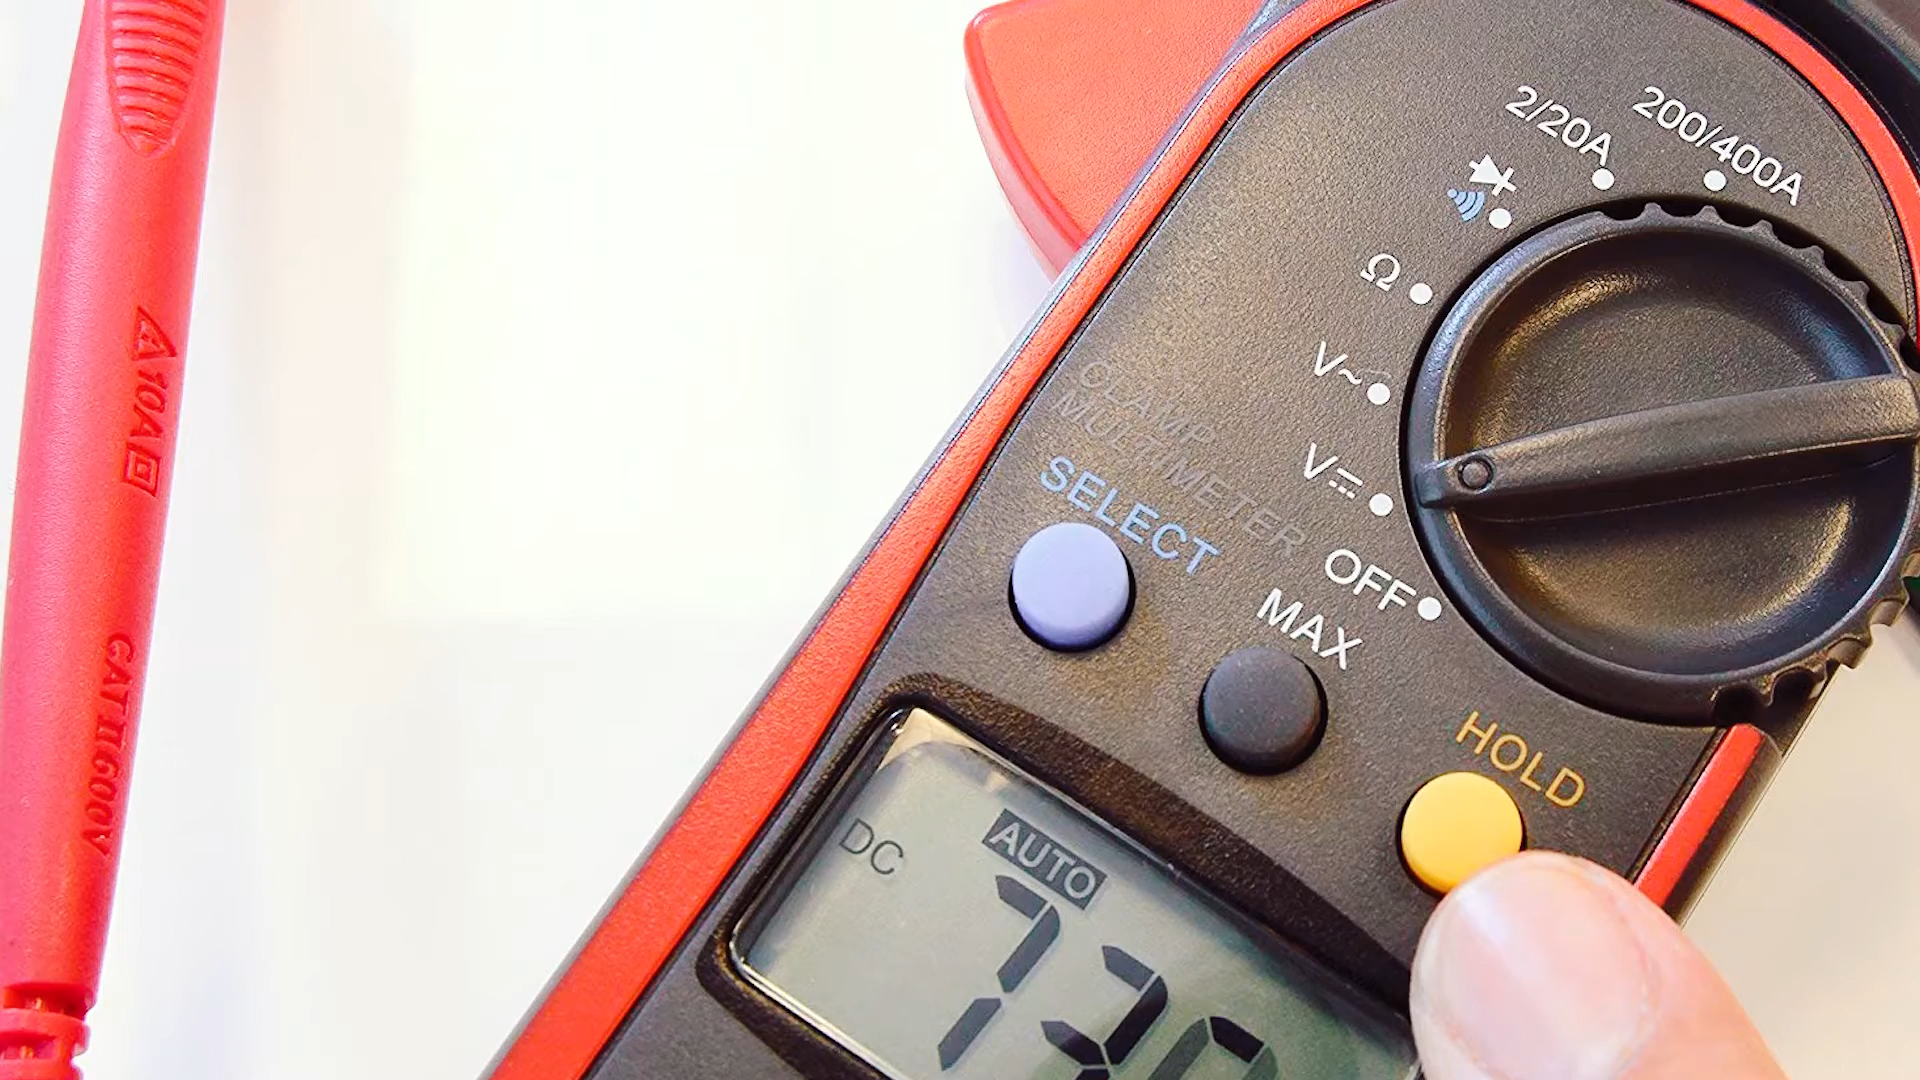 10A
CAT II 600V
2/20A
200/400A
Ω
V~
V⎓
OFF
CLAMP
MULTIMETER
SELECT
MAX
HOLD
DC
AUTO